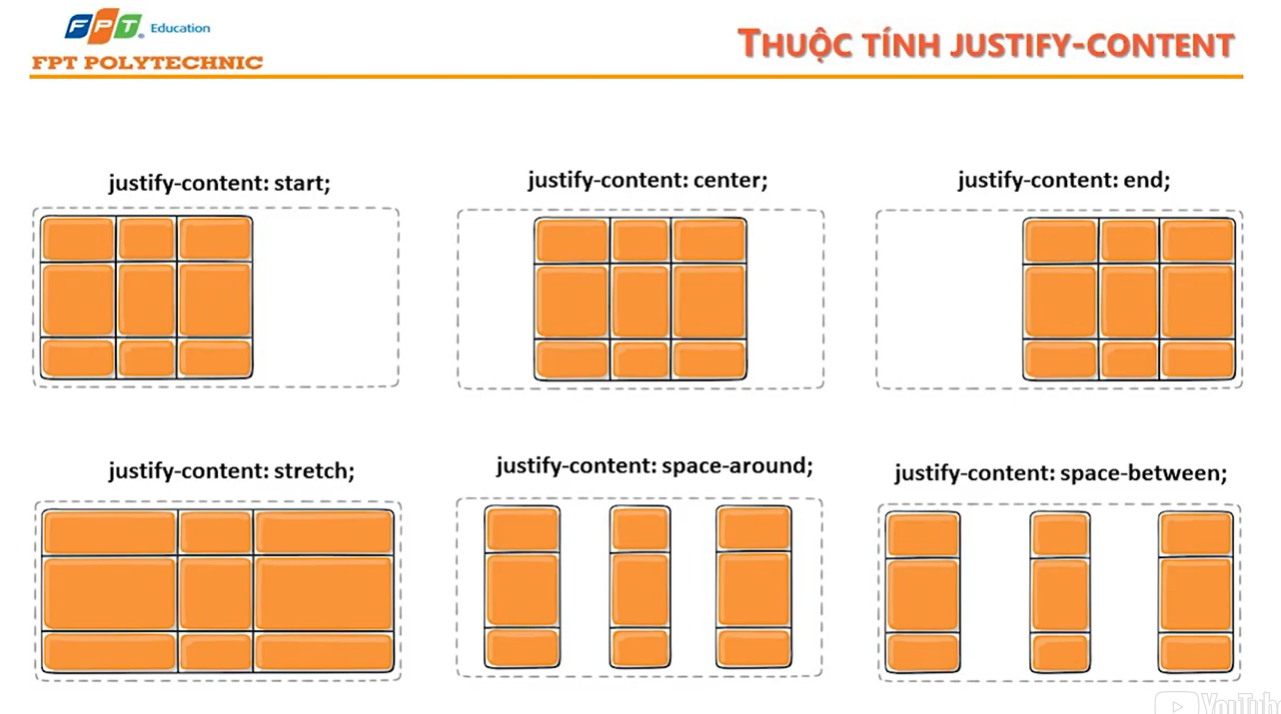 FPT Education
FPT POLYTECHNIC
THUỘC TÍNH JUSTIFY-CONTENT
justify-content: start;
justify-content: center;
justify-content: end;
justify-content: stretch;
justify-content: space-around;
justify-content: space-between;
YouTube